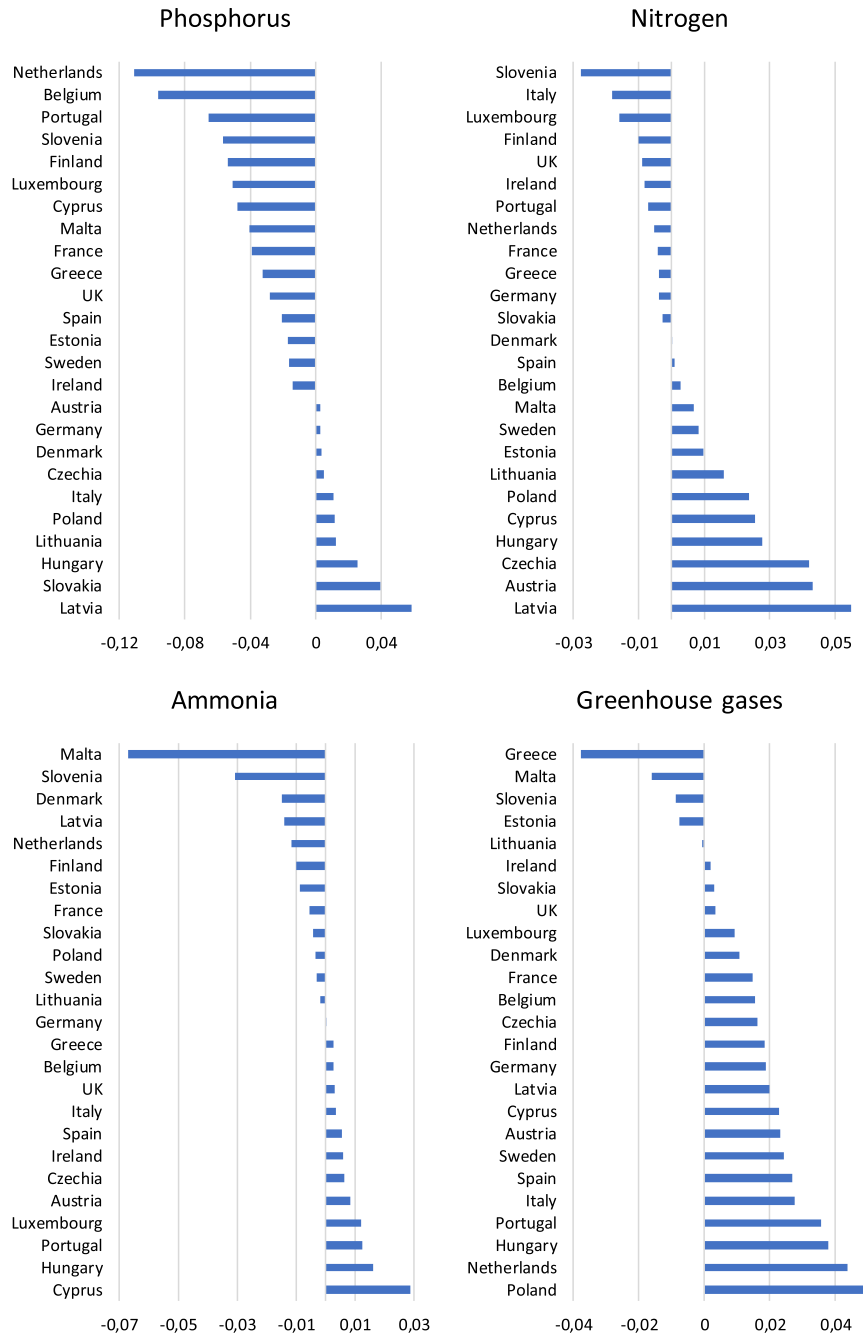 Phosphorus
Netherlands
Belgium
Portugal
Slovenia
Finland
Luxembourg
Cyprus
Malta
France
Greece
UK
Spain
Estonia
Sweden
Ireland
Austria
Germany
Denmark
Czechia
Italy
Poland
Lithuania
Hungary
Slovakia
Latvia
-0,12 -0,08 -0,04 0 0,04
Nitrogen
Slovenia
Italy
Luxembourg
Finland
UK
Ireland
Portugal
Netherlands
France
Greece
Germany
Slovakia
Denmark
Spain
Belgium
Malta
Sweden
Estonia
Lithuania
Poland
Cyprus
Hungary
Czechia
Austria
Latvia
-0,03 -0,01 0,01 0,03 0,05
Ammonia
Malta
Slovenia
Denmark
Latvia
Netherlands
Finland
Estonia
France
Slovakia
Poland
Sweden
Lithuania
Germany
Greece
Belgium
UK
Italy
Spain
Ireland
Czechia
Austria
Luxembourg
Portugal
Hungary
Cyprus
-0,07 -0,05 -0,03 -0,01 0,01 0,03
Greenhouse gases
Greece
Malta
Slovenia
Estonia
Lithuania
Ireland
Slovakia
UK
Luxembourg
Denmark
France
Belgium
Czechia
Finland
Germany
Latvia
Cyprus
Austria
Sweden
Spain
Italy
Portugal
Hungary
Netherlands
Poland
-0,04 -0,02 0 0,02 0,04